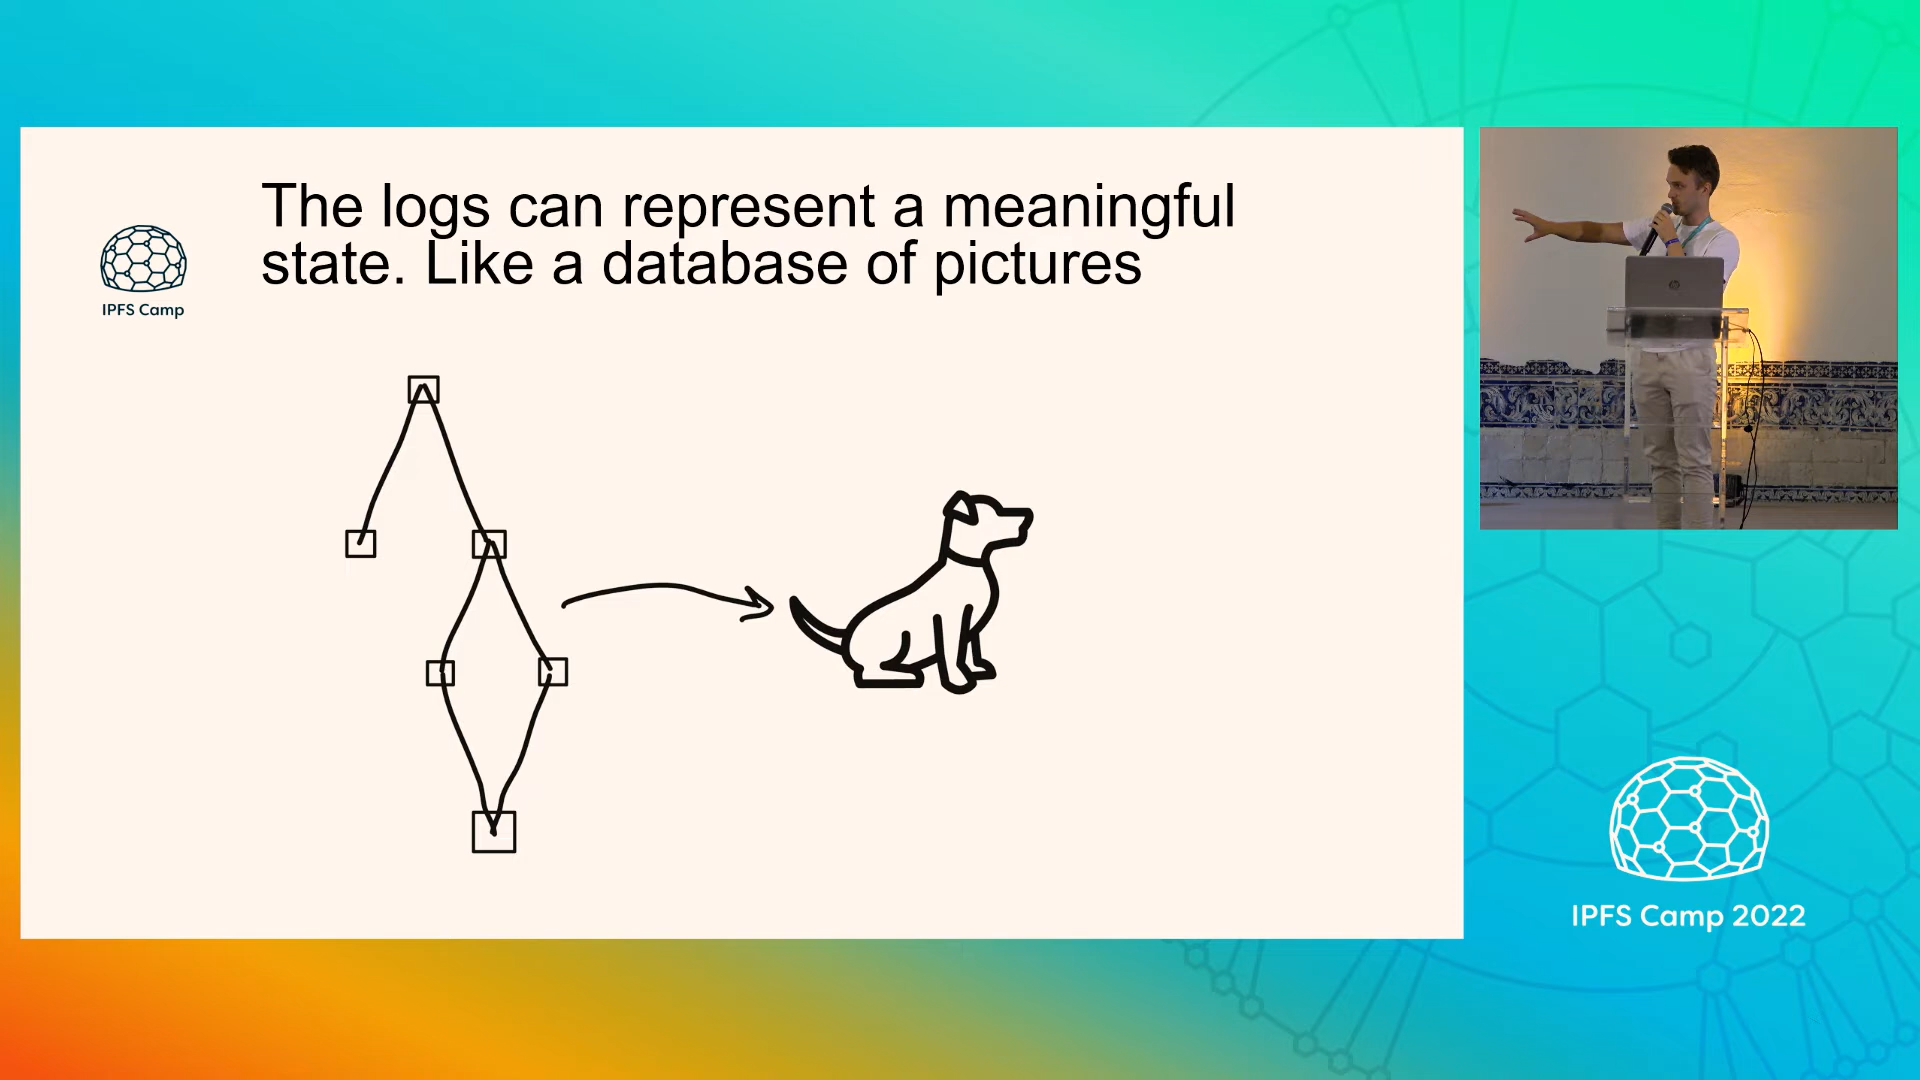 The logs can represent a meaningful
state. Like a database of pictures
IPFS Camp
IPFS Camp 2022